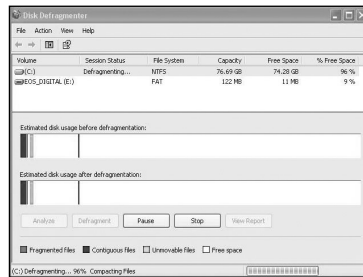 Disk Defragmenter
File Action View Help
Volume Session Status File System Capacity Free Space % Free Space
(C:) Defragmenting... NTFS 76.69 GB 74.28 GB 96 %
EOS_DIGITAL (E:) FAT 122 MB 11 MB 9 %
Estimated disk usage before defragmentation:
Estimated disk usage after defragmentation:
Analyze Defragment Pause Stop View Report
Fragmented files Contiguous files Unmovable files Free space
(C:) Defragmenting... 96% Compacting Files